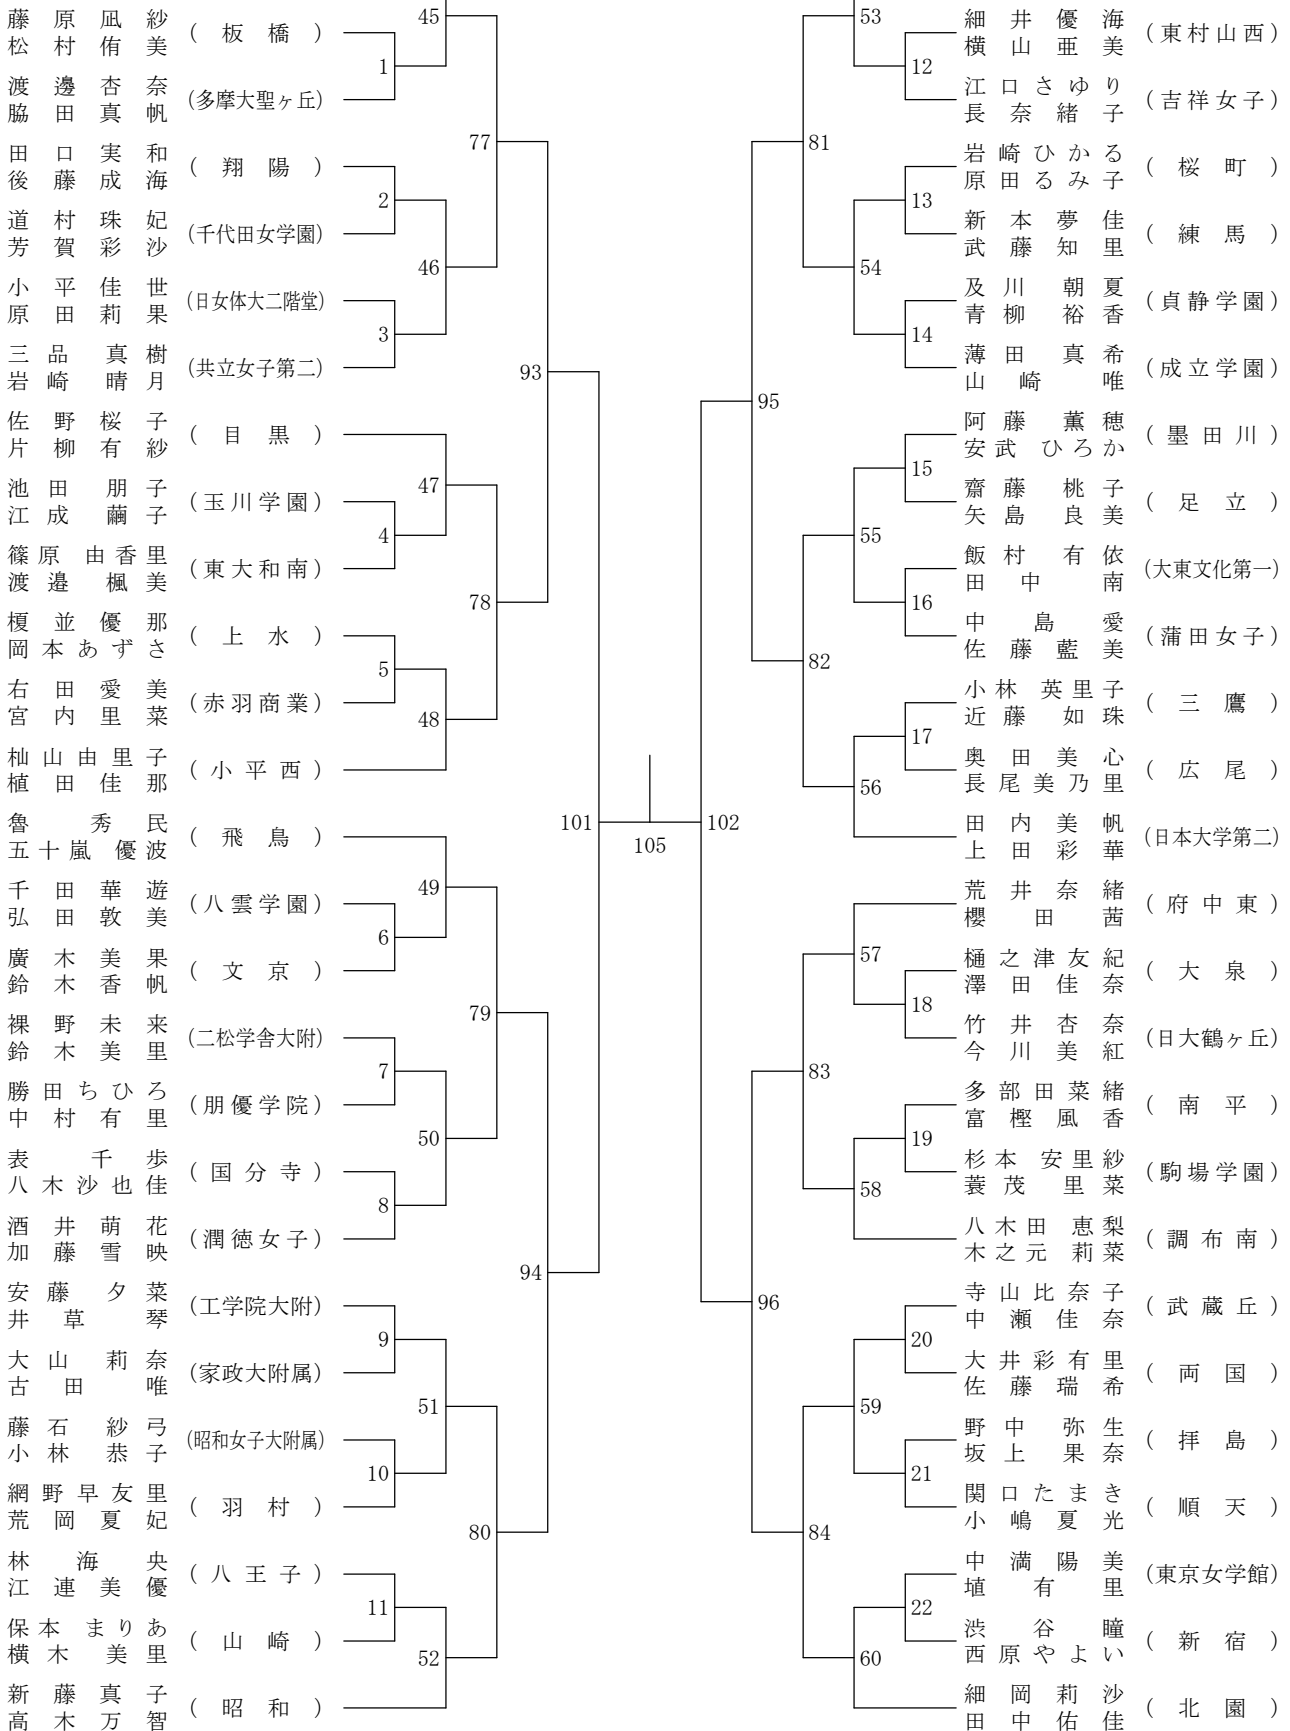 藤原凪紗
松村侑美
(板橋)
渡邊杏奈
脇田真帆
(多摩大聖ヶ丘)
田口実和
後藤成海
(翔陽)
道村珠妃
芳賀彩沙
(千代田女学園)
小平佳世
原田莉果
(日女体大二階堂)
三品真樹
岩崎晴月
(共立女子第二)
佐野桜子
片柳有紗
(目黒)
池田朋子
江成繭子
(玉川学園)
篠原由香里
渡邉楓美
(東大和南)
榎並優那
岡本あずさ
(上水)
右田愛美
宮内里菜
(赤羽商業)
杣山由里子
植田佳那
(小平西)
魯秀民
五十嵐優波
(飛鳥)
千田華遊
弘田敦美
(八雲学園)
廣木美果
鈴木香帆
(文京)
裸野未来
鈴木美里
(二松学舎大附)
勝田ちひろ
中村有里
(朋優学院)
表千歩
八木沙也佳
(国分寺)
酒井萌花
加藤雪映
(潤徳女子)
安藤夕菜
井草琴
(工学院大附)
大山莉奈
古田唯
(家政大附属)
藤石紗弓
小林恭子
(昭和女子大附属)
網野早友里
荒岡夏妃
(羽村)
林海央
江連美優
(八王子)
保本まりあ
横木美里
(山崎)
新藤真子
高木万智
(昭和)
45
1
77
2
46
3
93
47
4
78
5
48
101
49
6
79
7
50
8
94
9
51
10
80
11
52
105
102
53
12
81
13
54
14
95
15
55
16
82
17
56
57
18
83
19
58
96
20
59
21
84
22
60
細井優海
横山亜美
(東村山西)
江口さゆり
長奈緒子
(吉祥女子)
岩崎ひかる
原田るみ子
(桜町)
新本夢佳
武藤知里
(練馬)
及川朝夏
青柳裕香
(貞静学園)
薄田真希
山崎唯
(成立学園)
阿藤薫穂
安武ひろか
(墨田川)
齋藤桃子
矢島良美
(足立)
飯村有依
田中南
(大東文化第一)
中島愛
佐藤藍美
(蒲田女子)
小林英里子
近藤如珠
(三鷹)
奥田美心
長尾美乃里
(広尾)
田内美帆
上田彩華
(日本大学第二)
荒井奈緒
櫻田茜
(府中東)
樋之津友紀
澤田佳奈
(大泉)
竹井杏奈
今川美紅
(日大鶴ヶ丘)
多部田菜緒
富樫風香
(南平)
杉本安里紗
蓑茂里菜
(駒場学園)
八木田恵梨
木之元莉菜
(調布南)
寺山比奈子
中瀬佳奈
(武蔵丘)
大井彩有里
佐藤瑞希
(両国)
野中弥生
坂上果奈
(拝島)
関口たまき
小嶋夏光
(順天)
中満陽美
埴有里
(東京女学館)
渋谷瞳
西原やよい
(新宿)
細岡莉沙
田中佑佳
(北園)